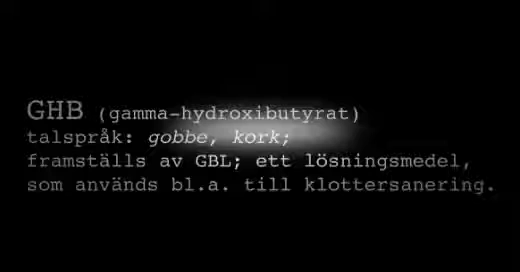 GHB (gamma-hydroxibutyrat)
talspråk: gobbe, kork;
framställs av GBL; ett lösningsmedel,
som används bl.a. till klottersanering.